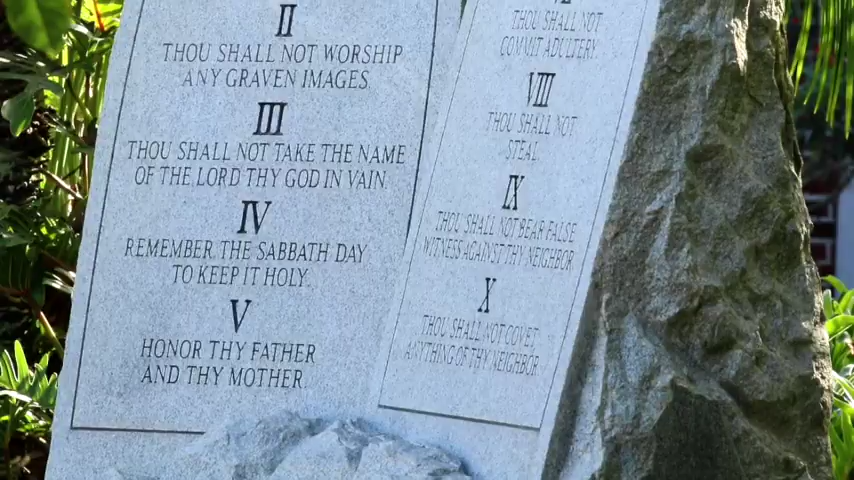 II
THOU SHALL NOT WORSHIP
ANY GRAVEN IMAGES
III
THOU SHALL NOT TAKE THE NAME
OF THE LORD THY GOD IN VAIN
IV
REMEMBER THE SABBATH DAY
TO KEEP IT HOLY
V
HONOR THY FATHER
AND THY MOTHER
THOU SHALL NOT
COMMIT ADULTERY
VIII
THOU SHALL NOT
STEAL
IX
THOU SHALL NOT BEAR FALSE
WITNESS AGAINST THY NEIGHBOR
X
THOU SHALL NOT COVET
ANYTHING OF THY NEIGHBOR